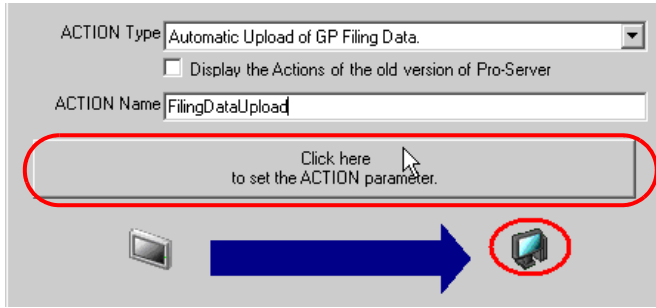 ACTION Type Automatic Upload of GP Filing Data.
Display the Actions of the old version of Pro-Server
ACTION Name FilingDataUpload
Click here
to set the ACTION parameter.